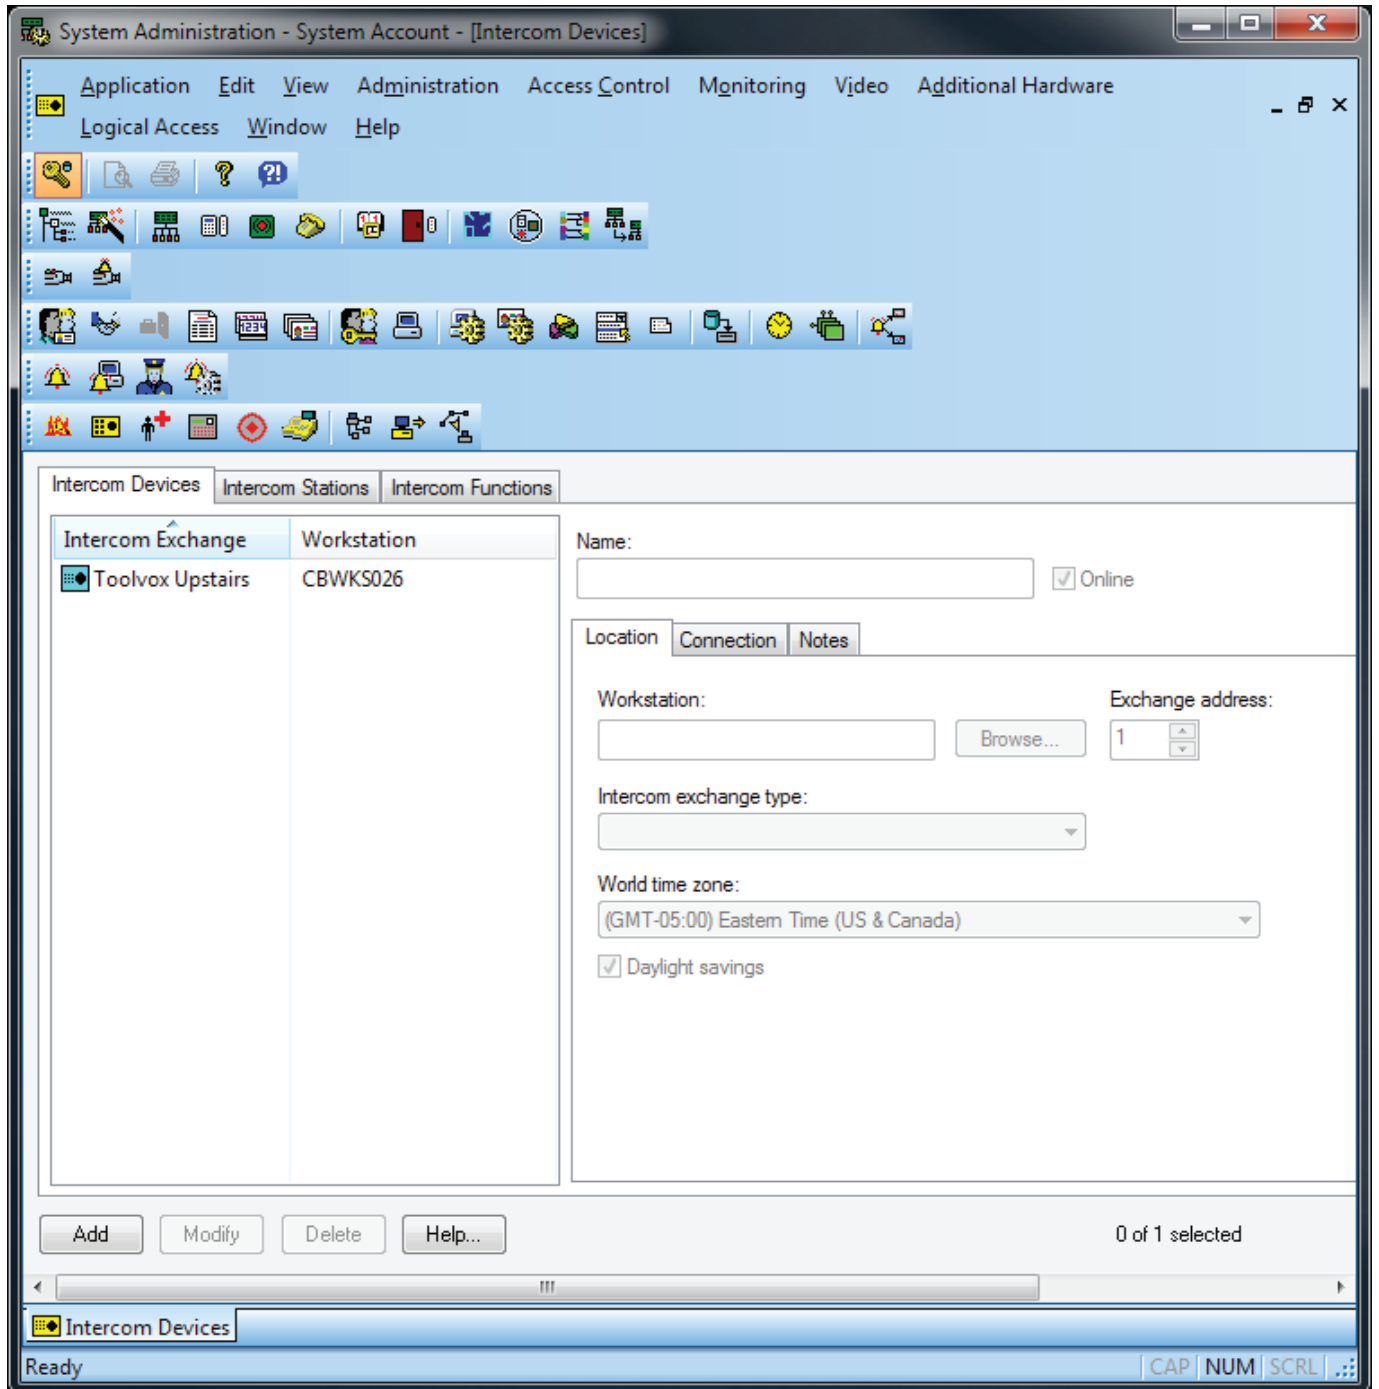 System Administration - System Account - [Intercom Devices]
Application Edit View Administration Access Control Monitoring Video Additional Hardware
Logical Access Window Help
Intercom Devices Intercom Stations Intercom Functions
Intercom Exchange Workstation
Toolvox Upstairs CBWKS026
Name:
Online
Location Connection Notes
Workstation: Exchange address:
Browse... 1
Intercom exchange type:
World time zone:
(GMT-05:00) Eastern Time (US & Canada)
Daylight savings
Add Modify Delete Help... 0 of 1 selected
Intercom Devices
Ready CAP NUM SCRL